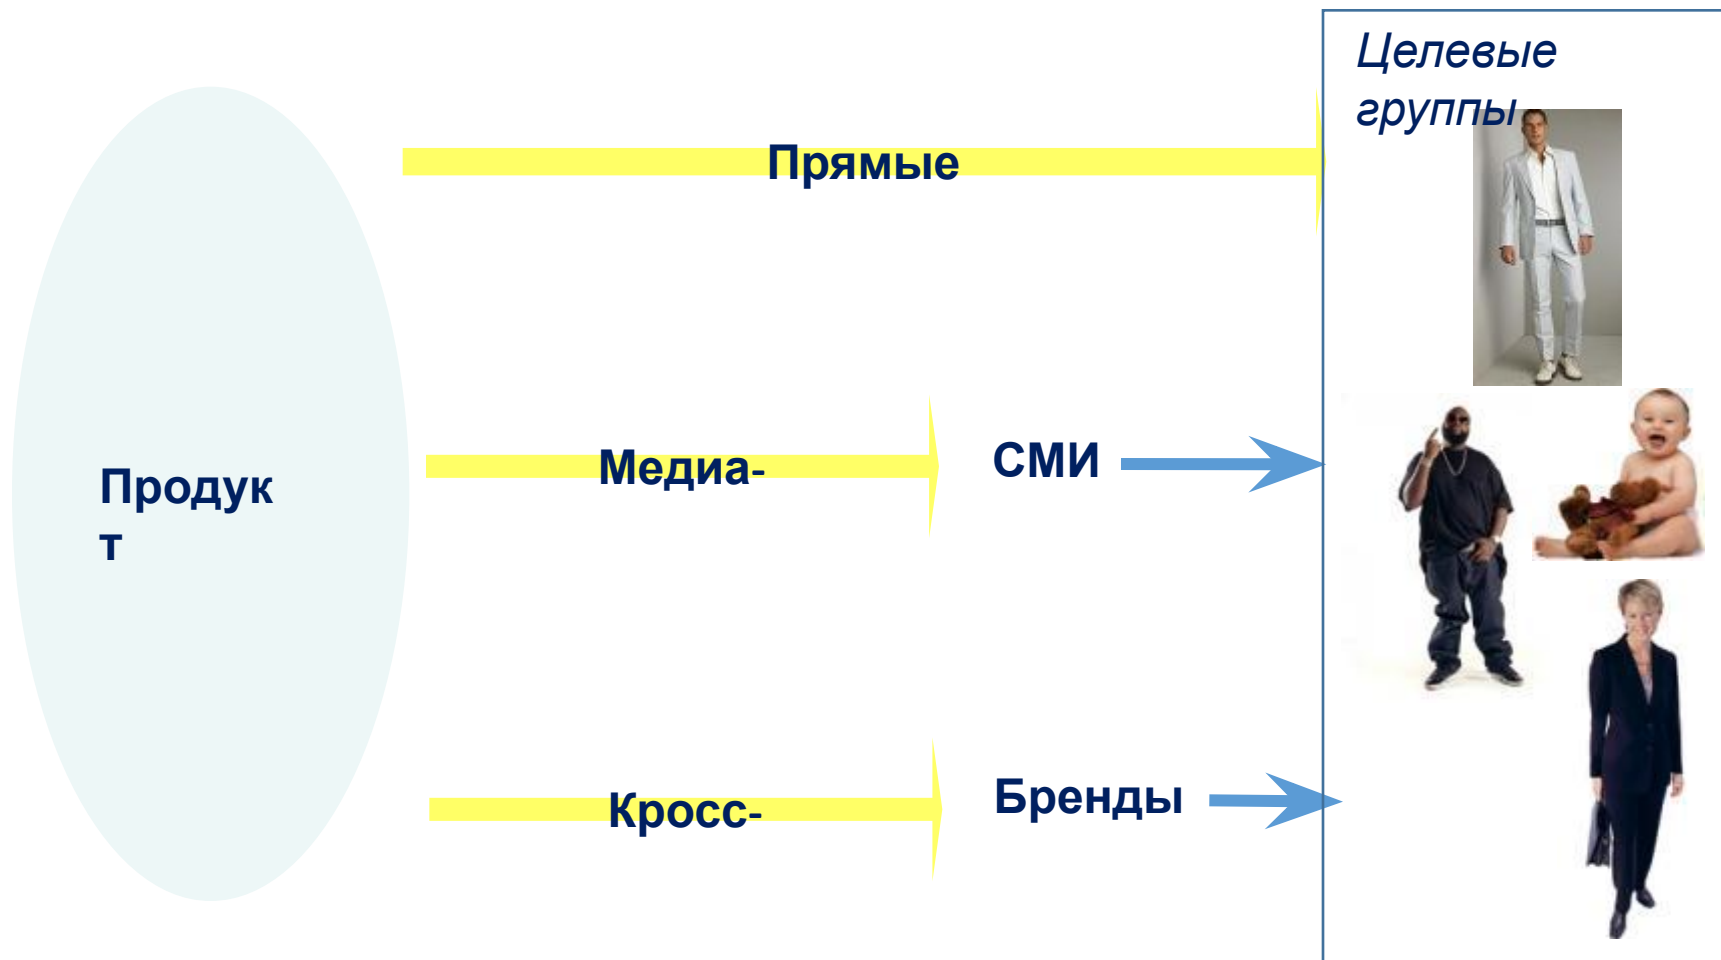 Целевые
группы
Прямые
Медиа-
СМИ
Продук
т
Кросс-
Бренды